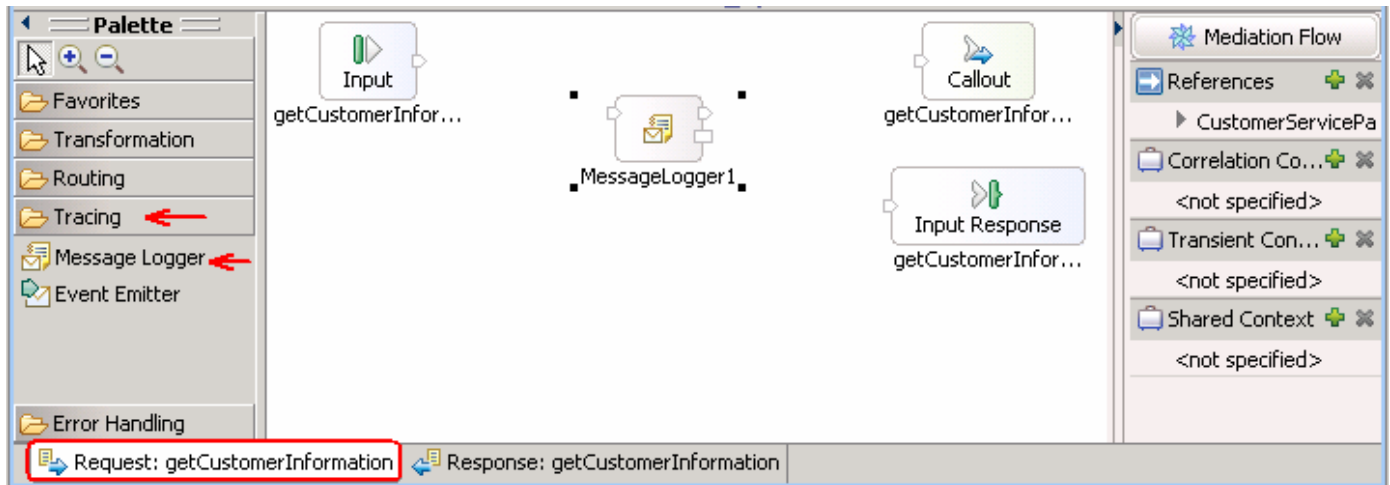 Palette
Favorites
Transformation
Routing
Tracing
Message Logger
Event Emitter
Error Handling
Input
getCustomerInfor...
MessageLogger1
Callout
getCustomerInfor...
Input Response
getCustomerInfor...
Mediation Flow
References
CustomerServicePa
Correlation Co...
<not specified>
Transient Con...
<not specified>
Shared Context
<not specified>
Request: getCustomerInformation
Response: getCustomerInformation